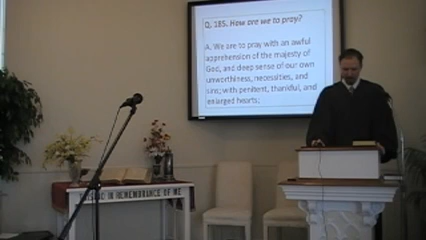 Q. 185. How are we to pray?
A. We are to pray with an awful
apprehension of the majesty of
God, and deep sense of our own
unworthiness, necessities, and
sins; with penitent, thankful, and
enlarged hearts;
IN REMEMBRANCE OF ME